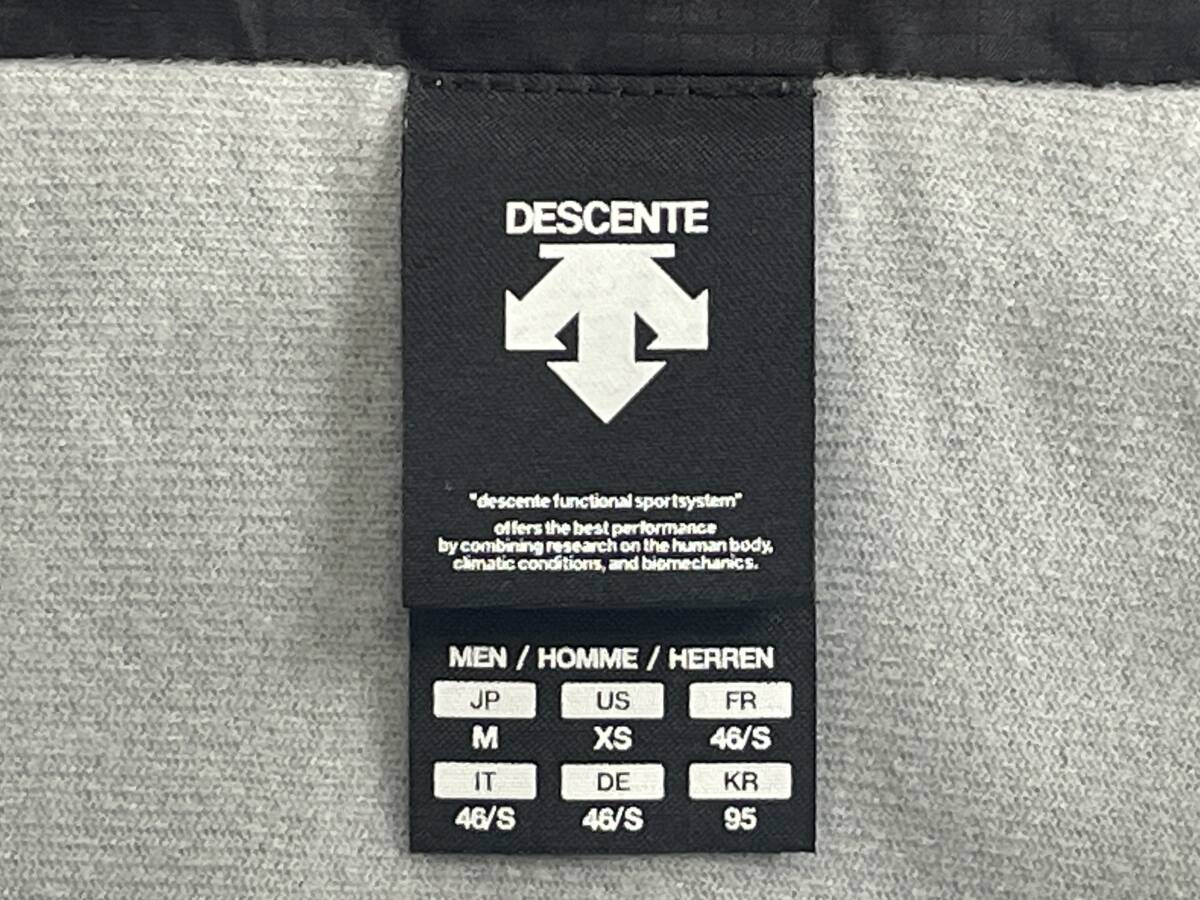 DESCENTE
"descente functional sportsystem"
offers the best performance
by combining research on the human body,
climatic conditions, and biomechanics.
MEN / HOMME / HERREN
JP US FR
M XS 46/S
IT DE KR
46/S 46/S 95